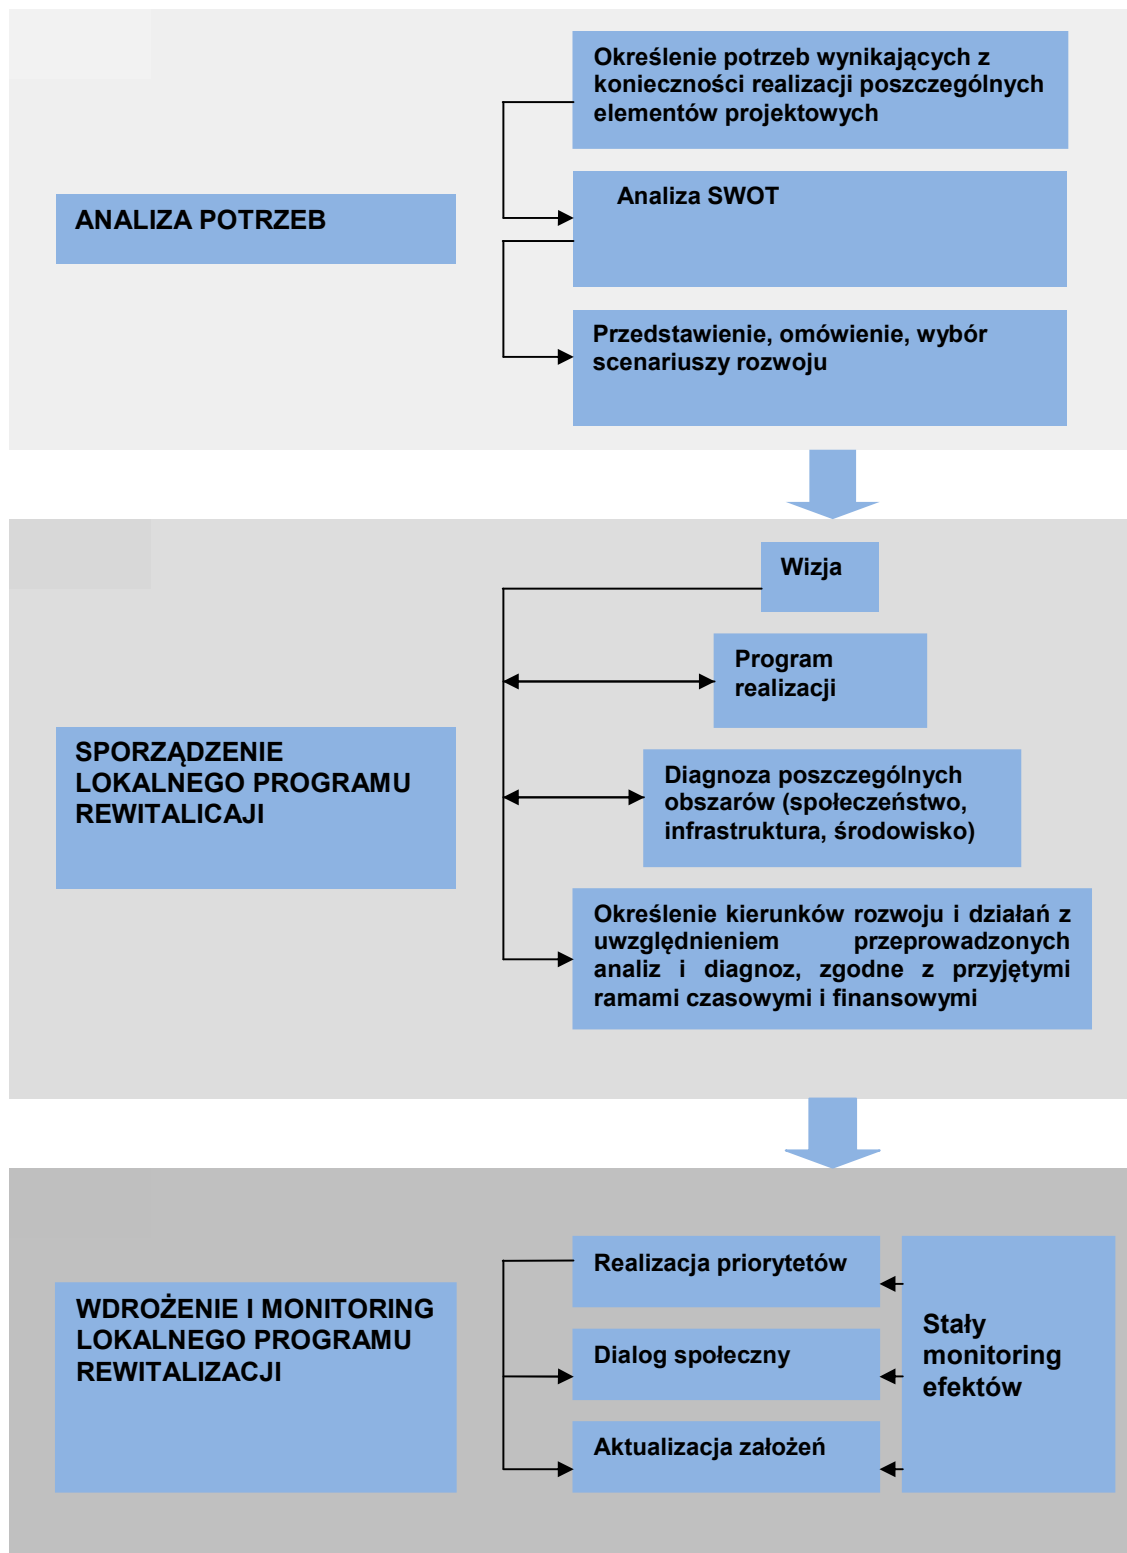 Określenie potrzeb wynikających z
konieczności realizacji poszczególnych
elementów projektowych
ANALIZA POTRZEB
Analiza SWOT
Przedstawienie, omówienie, wybór
scenariuszy rozwoju
Wizja
Program
realizacji
SPORZĄDZENIE
LOKALNEGO PROGRAMU
REWITALICAJI
Diagnoza poszczególnych
obszarów (społeczeństwo,
infrastruktura, środowisko)
Określenie kierunków rozwoju i działań z
uwzględnieniem przeprowadzonych
analiz i diagnoz, zgodne z przyjętymi
ramami czasowymi i finansowymi
WDROŻENIE I MONITORING
LOKALNEGO PROGRAMU
REWITALIZACJI
Realizacja priorytetów
Dialog społeczny
Aktualizacja założeń
Stały
monitoring
efektów